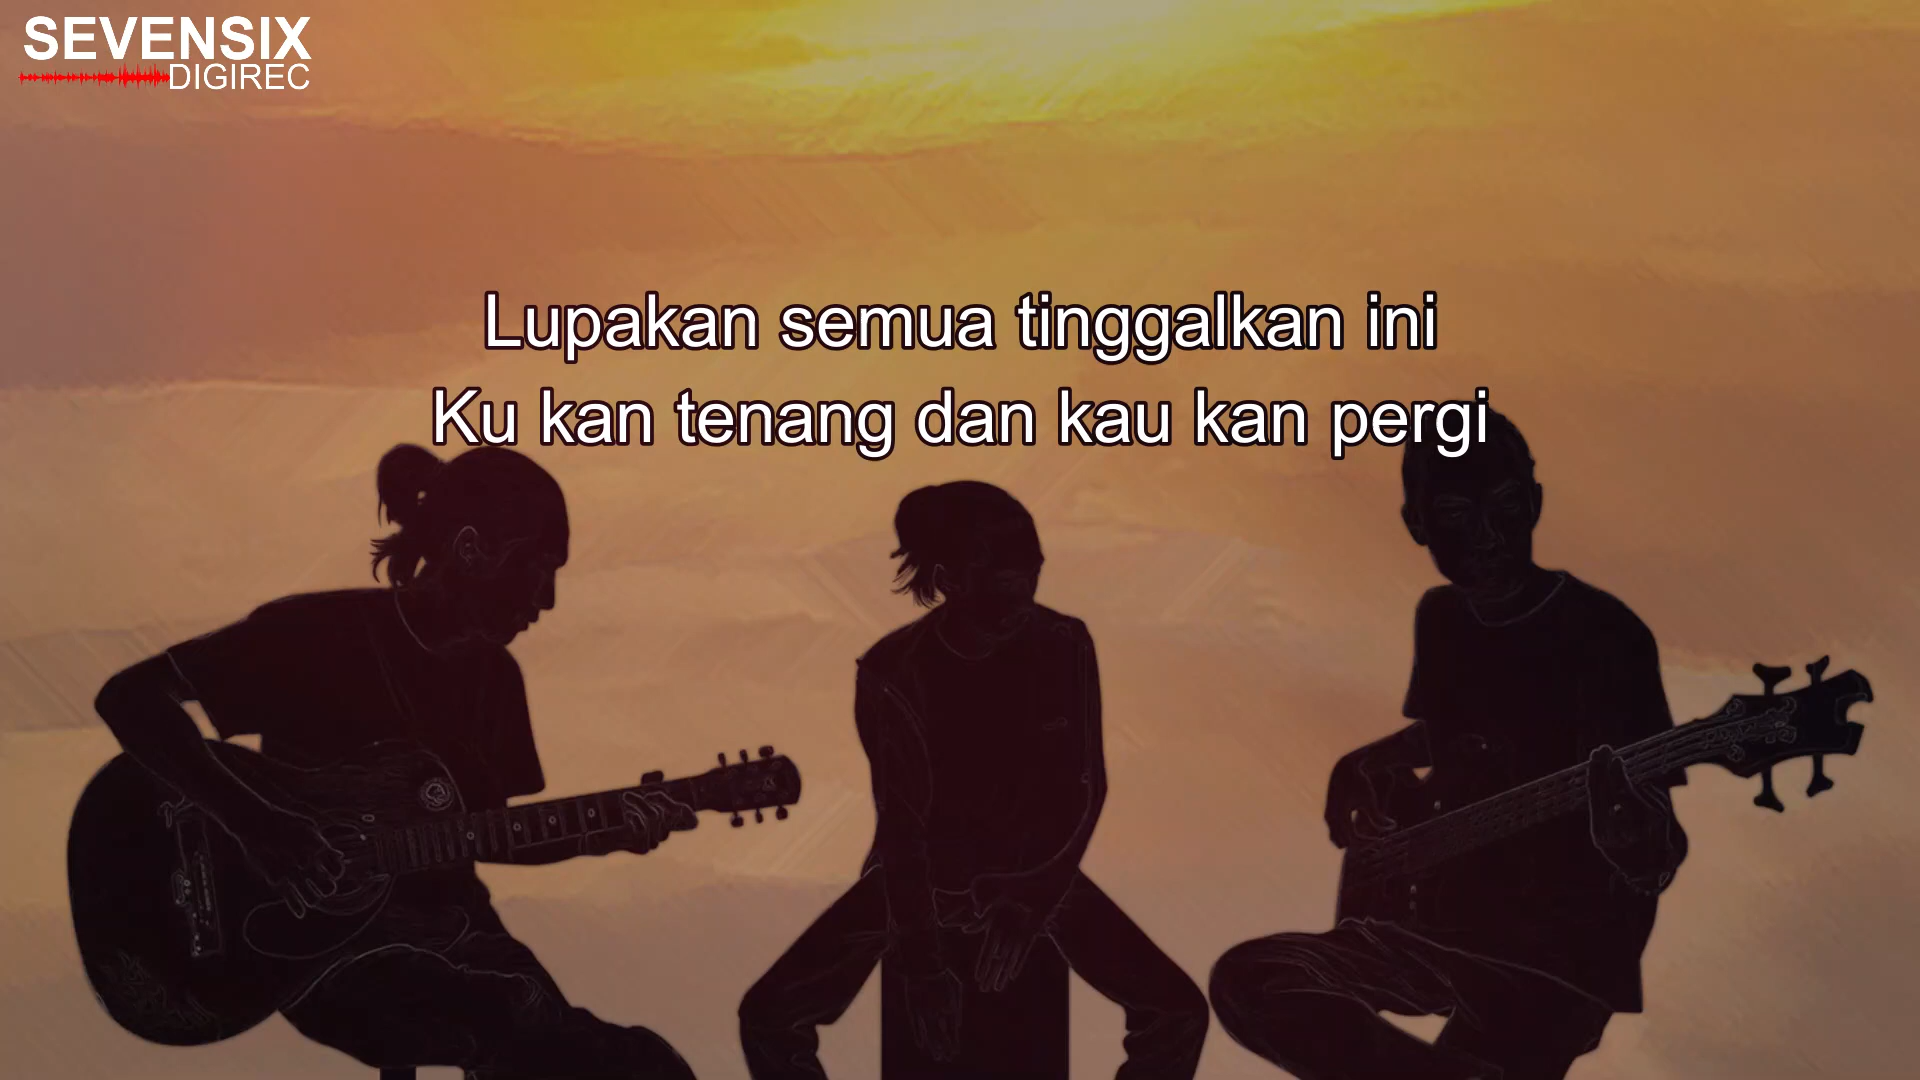 SEVENSIX
DIGIREC
Lupakan semua tinggalkan ini
Ku kan tenang dan kau kan pergi